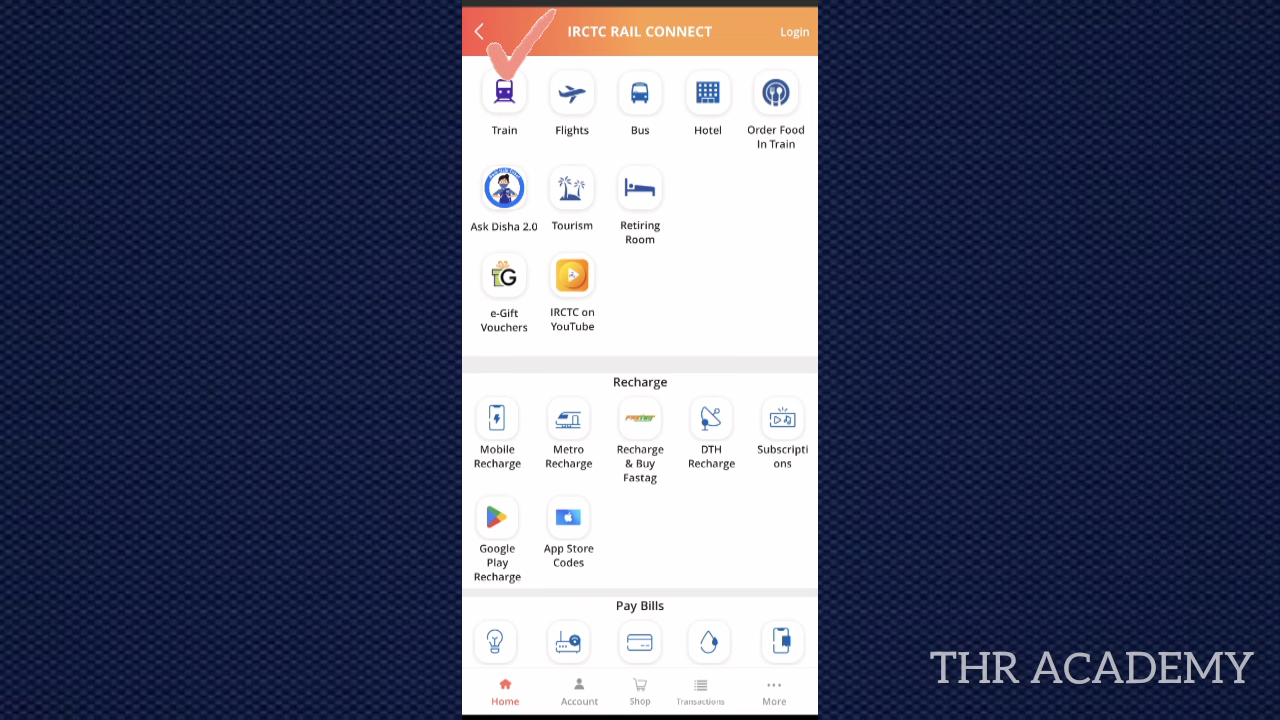 IRCTC RAIL CONNECT
Login
Train
Flights
Bus
Hotel
Order Food
In Train
Ask Disha 2.0
Tourism
Retiring
Room
TG
e-Gift
Vouchers
IRCTC on
YouTube
Recharge
Mobile
Recharge
Metro
Recharge
FASTag
Recharge
& Buy
Fastag
DTH
Recharge
Subscripti
ons
Google
Play
Recharge
App Store
Codes
Pay Bills
Home
Account
Shop
Transactions
More
THR ACADEMY